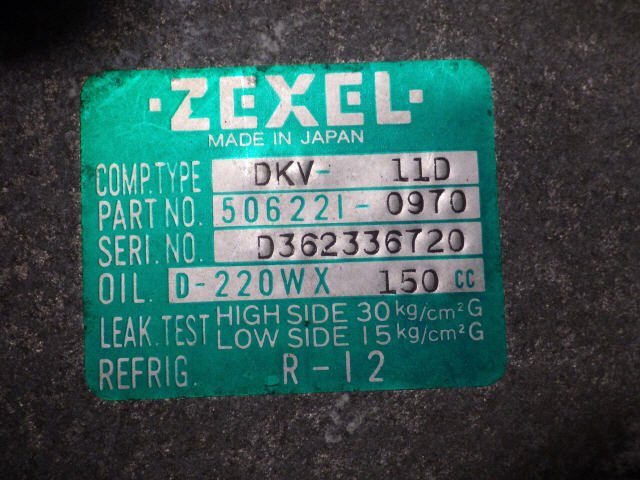 ·ZEXEL·
MADE IN JAPAN
COMP.TYPE DKV- 11D
PART NO. 506221-0970
SERI. NO. D362336720
OIL. D-220WX 150 CC
LEAK. TEST HIGH SIDE 30 kg/cm²G
LOW SIDE 15 kg/cm²G
REFRIG. R-12